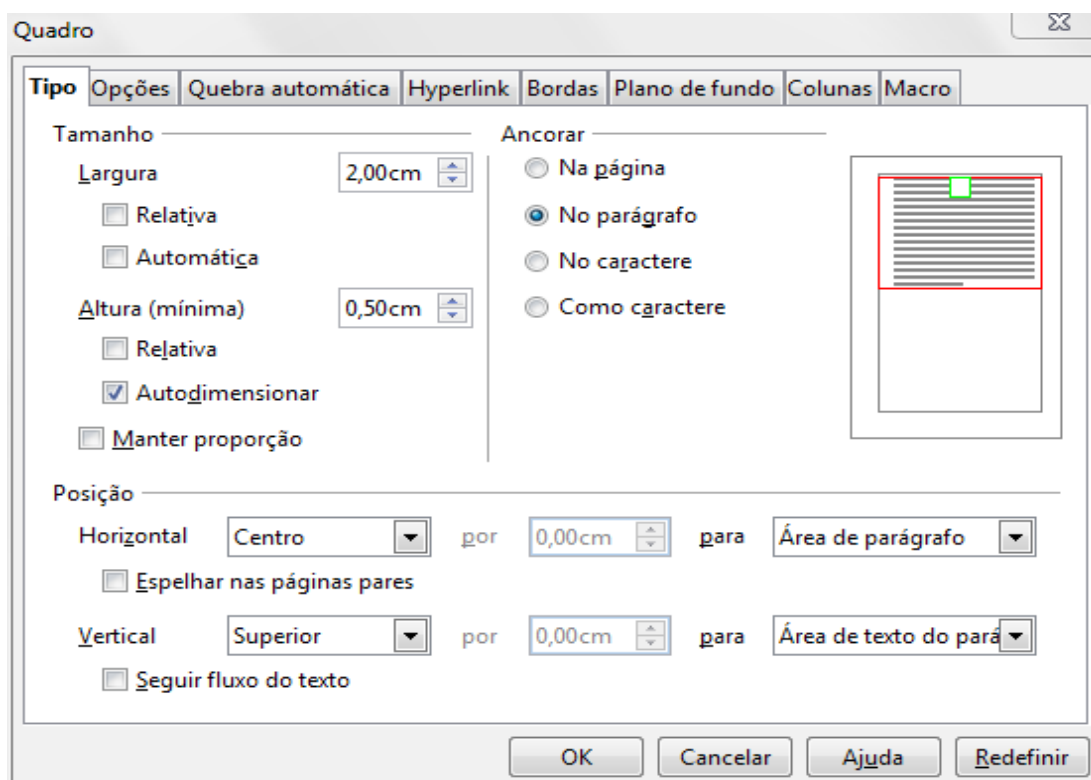 Quadro
Tipo Opções Quebra automática Hyperlink Bordas Plano de fundo Colunas Macro
Tamanho
Largura 2,00cm
Relativa
Automática
Altura (mínima) 0,50cm
Relativa
Autodimensionar
Manter proporção
Ancorar
Na página
No parágrafo
No caractere
Como caractere
Posição
Horizontal Centro por 0,00cm para Área de parágrafo
Espelhar nas páginas pares
Vertical Superior por 0,00cm para Área de texto do pará
Seguir fluxo do texto
OK Cancelar Ajuda Redefinir